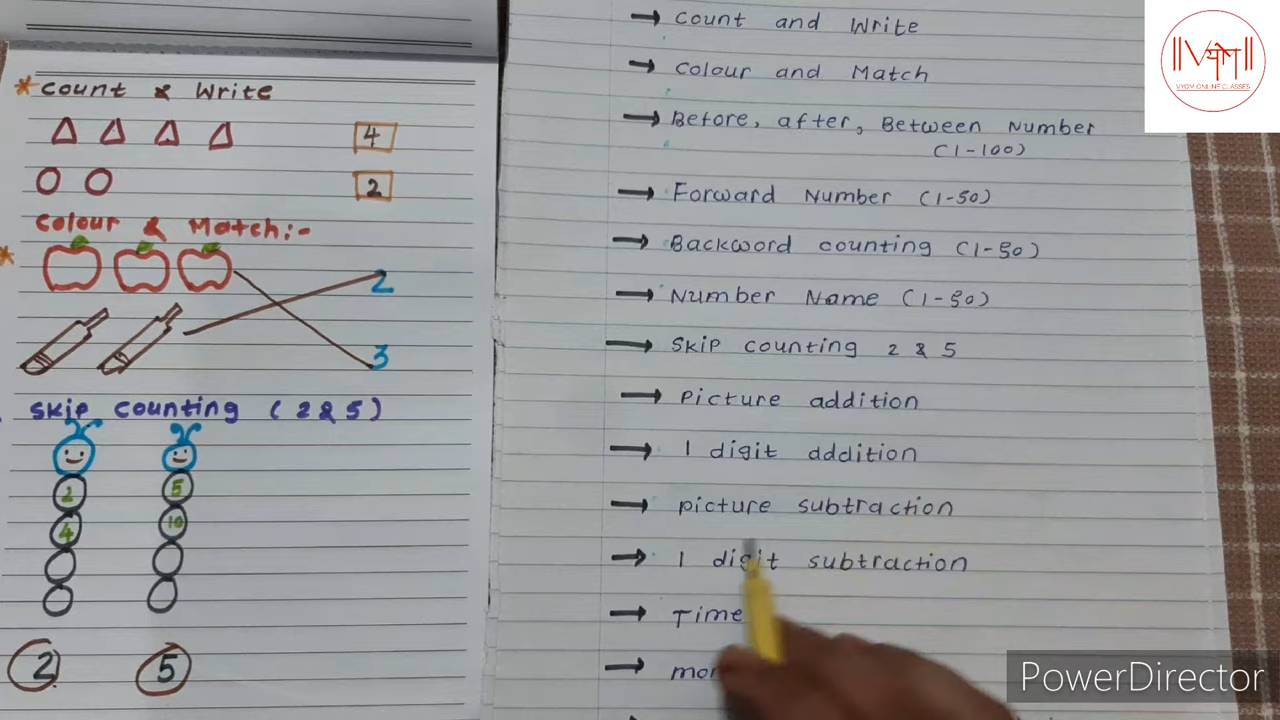 * Count & Write
4
2
Colour & Match:-
*
2
3
Skip counting (2 & 5)
2 5
4 10
2 5
→ Count and Write
→ Colour and Match
→ Before, after, Between Number
(1-100)
→ Forward Number (1-50)
→ Backword counting (1-50)
→ Number Name (1-50)
→ Skip counting 2 & 5
→ Picture addition
→ 1 digit addition
→ picture subtraction
→ 1 digit subtraction
→ Time
→
||व्योम||
VYOM ONLINE CLASSES
PowerDirector